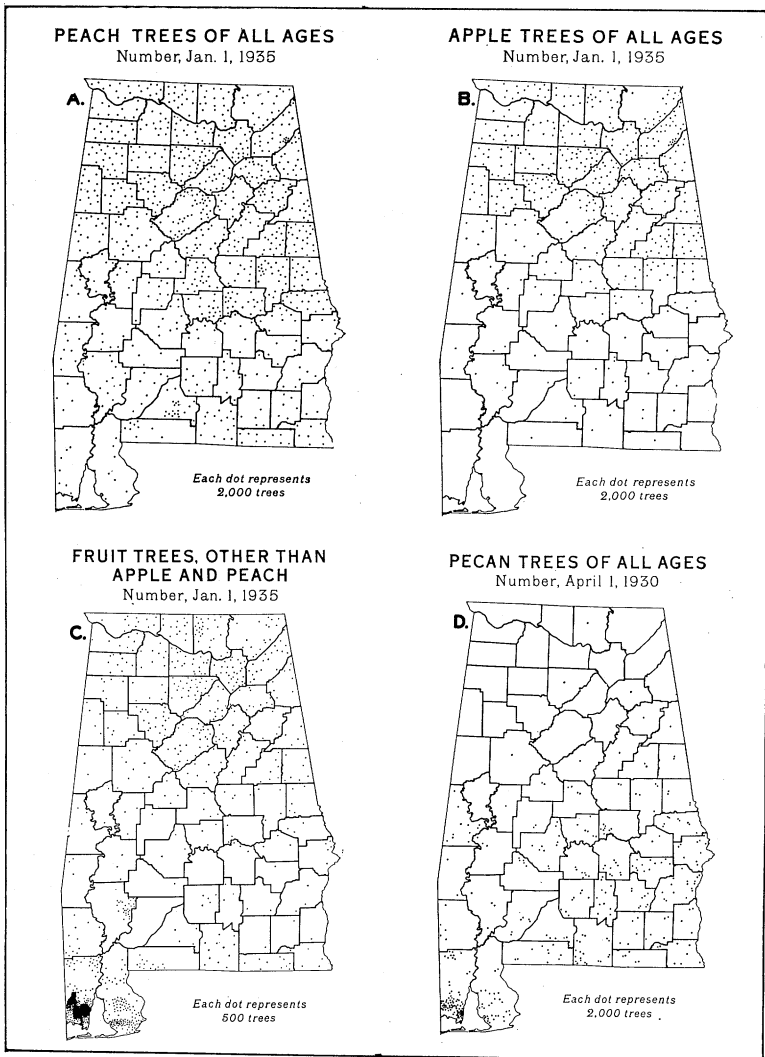 PEACH TREES OF ALL AGES
Number, Jan. 1, 1935
A.
Each dot represents
2,000 trees
APPLE TREES OF ALL AGES
Number, Jan. 1, 1935
B.
Each dot represents
2,000 trees
FRUIT TREES, OTHER THAN
APPLE AND PEACH
Number, Jan. 1, 1935
C.
Each dot represents
500 trees
PECAN TREES OF ALL AGES
Number, April 1, 1930
D.
Each dot represents
2,000 trees